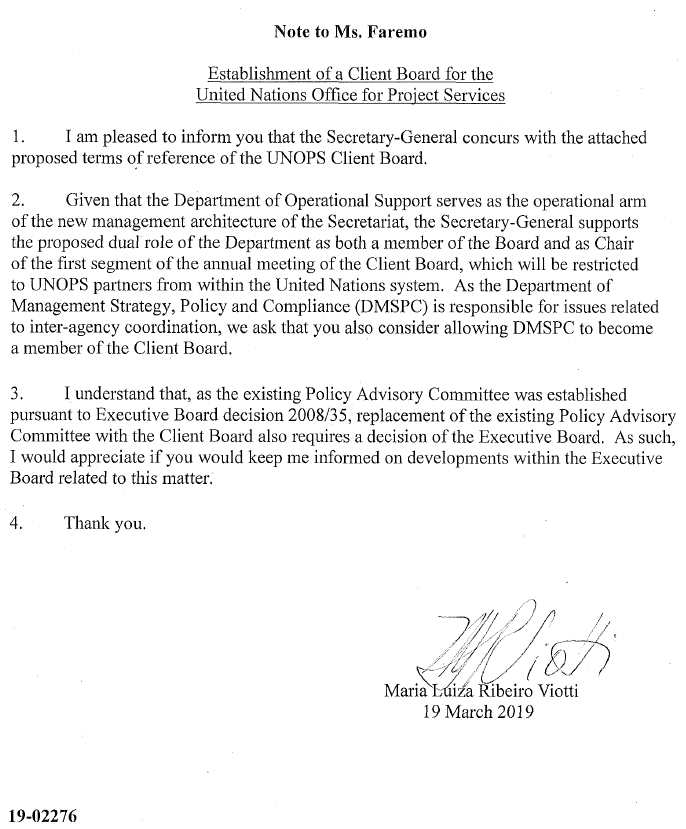 Note to Ms. Faremo
Establishment of a Client Board for the
United Nations Office for Project Services
1. I am pleased to inform you that the Secretary-General concurs with the attached
proposed terms of reference of the UNOPS Client Board.
2. Given that the Department of Operational Support serves as the operational arm
of the new management architecture of the Secretariat, the Secretary-General supports
the proposed dual role of the Department as both a member of the Board and as Chair
of the first segment of the annual meeting of the Client Board, which will be restricted
to UNOPS partners from within the United Nations system. As the Department of
Management Strategy, Policy and Compliance (DMSPC) is responsible for issues related
to inter-agency coordination, we ask that you also consider allowing DMSPC to become
a member of the Client Board.
3. I understand that, as the existing Policy Advisory Committee was established
pursuant to Executive Board decision 2008/35, replacement of the existing Policy Advisory
Committee with the Client Board also requires a decision of the Executive Board. As such,
I would appreciate if you would keep me informed on developments within the Executive
Board related to this matter.
4. Thank you.
MLRViotti
Maria Luiza Ribeiro Viotti
19 March 2019
19-02276